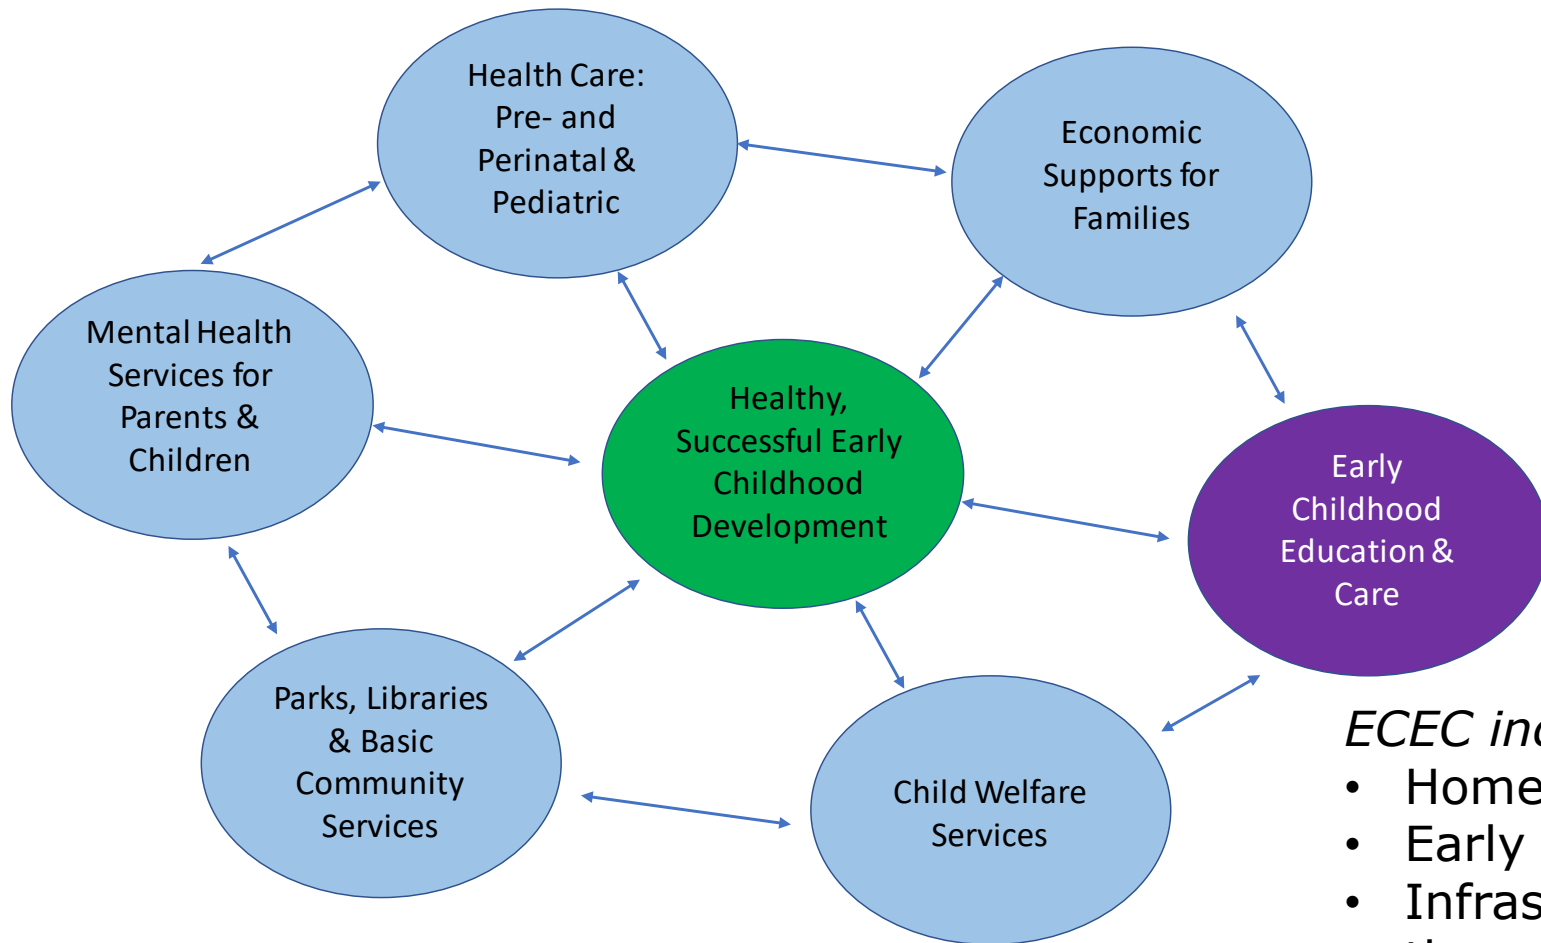 Health Care:
Pre- and
Perinatal &
Pediatric
Economic
Supports for
Families
Mental Health
Services for
Parents &
Children
Healthy,
Successful Early
Childhood
Development
Early
Childhood
Education &
Care
Parks, Libraries
& Basic
Community
Services
Child Welfare
Services
ECEC
• Home
• Early
•